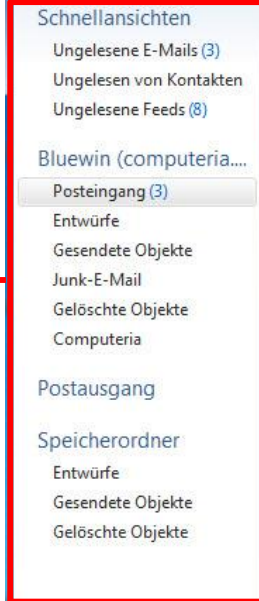 Schnellansichten
Ungelesene E-Mails (3)
Ungelesen von Kontakten
Ungelesene Feeds (8)
Bluewin (computeria....
Posteingang (3)
Entwürfe
Gesendete Objekte
Junk-E-Mail
Gelöschte Objekte
Computeria
Postausgang
Speicherordner
Entwürfe
Gesendete Objekte
Gelöschte Objekte